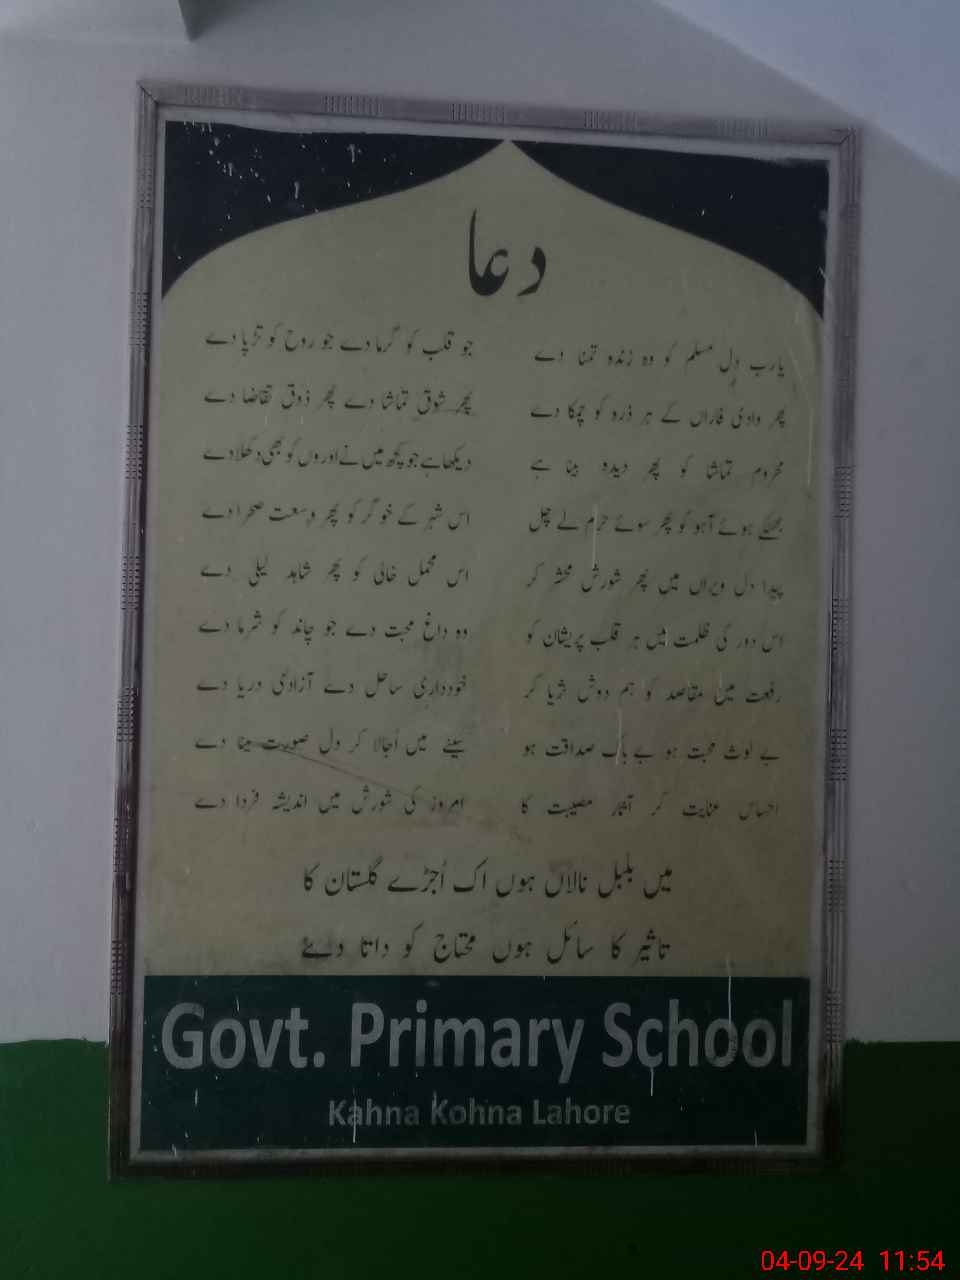 دعا
یارب دل مسلم کو وہ زندہ تمنا دے جو قلب کو گرما دے جو روح کو تڑپا دے
پھر وادی فاراں کے ہر ذرہ کو چمکا دے پھر شوق تماشا دے پھر ذوق تقاضا دے
محروم تماشا کو پھر دیدہ بینا دے دیکھا ہے جو کچھ میں نے اوروں کو بھی دکھلا دے
بھٹکے ہوئے آہو کو پھر سوئے حرم لے چل اس شہر کے خوگر کو پھر وسعت صحرا دے
پیدا دل ویراں میں پھر شورش محشر کر اس محمل خالی کو پھر شاہد لیلٰی دے
اس دور کی ظلمت میں ہر قلب پریشان کو وہ داغ محبت دے جو چاند کو شرما دے
رفعت میں مقاصد کو ہم دوش ثریا کر خودداری ساحل دے آزادی دریا دے
بے لوث محبت ہو بے باک صداقت ہو سینے میں اُجالا کر دل صورت مینا دے
احساس عنایت کر آثار مصیبت کا امروز کی شورش میں اندیشہ فردا دے
میں بلبل نالاں ہوں اک اُجڑے گلستان کا
تاثیر کا سائل ہوں محتاج کو داتا دے
Govt. Primary School
Kahna Kohna Lahore
04-09-24 11:54